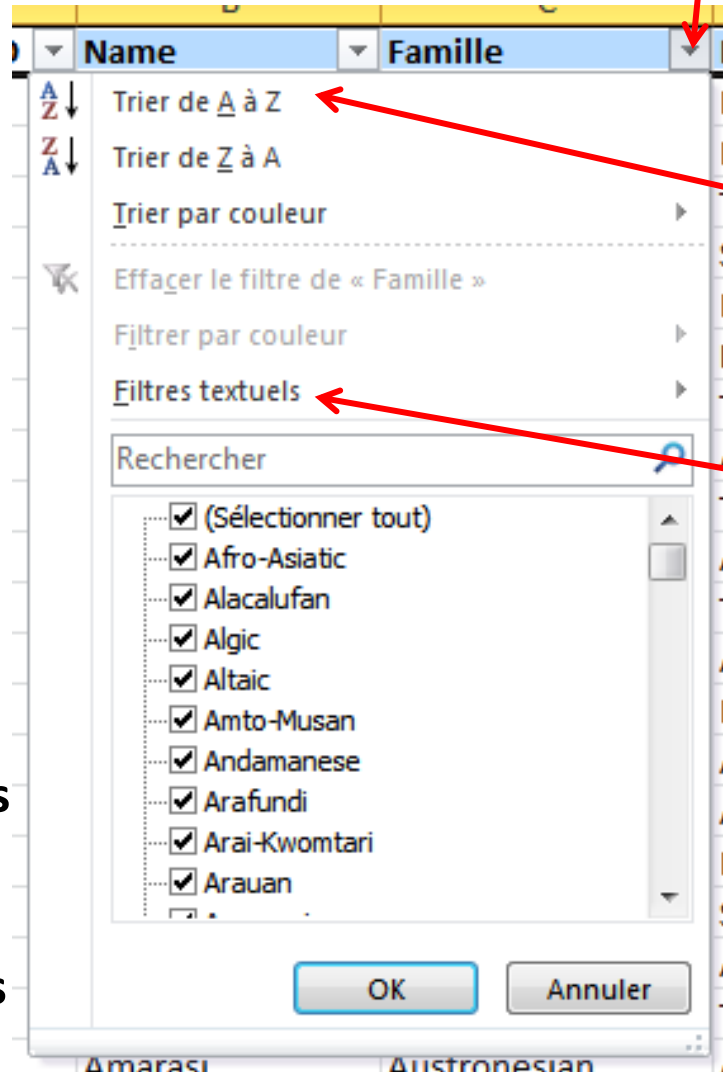 Name Famille
Trier de A à Z
Trier de Z à A
Trier par couleur
Effacer le filtre de « Famille »
Filtrer par couleur
Filtres textuels
Rechercher
(Sélectionner tout)
Afro-Asiatic
Alacalufan
Algic
Altaic
Amto-Musan
Andamanese
Arafundi
Arai-Kwomtari
Arauan
OK Annuler
Amarasi Austronesian